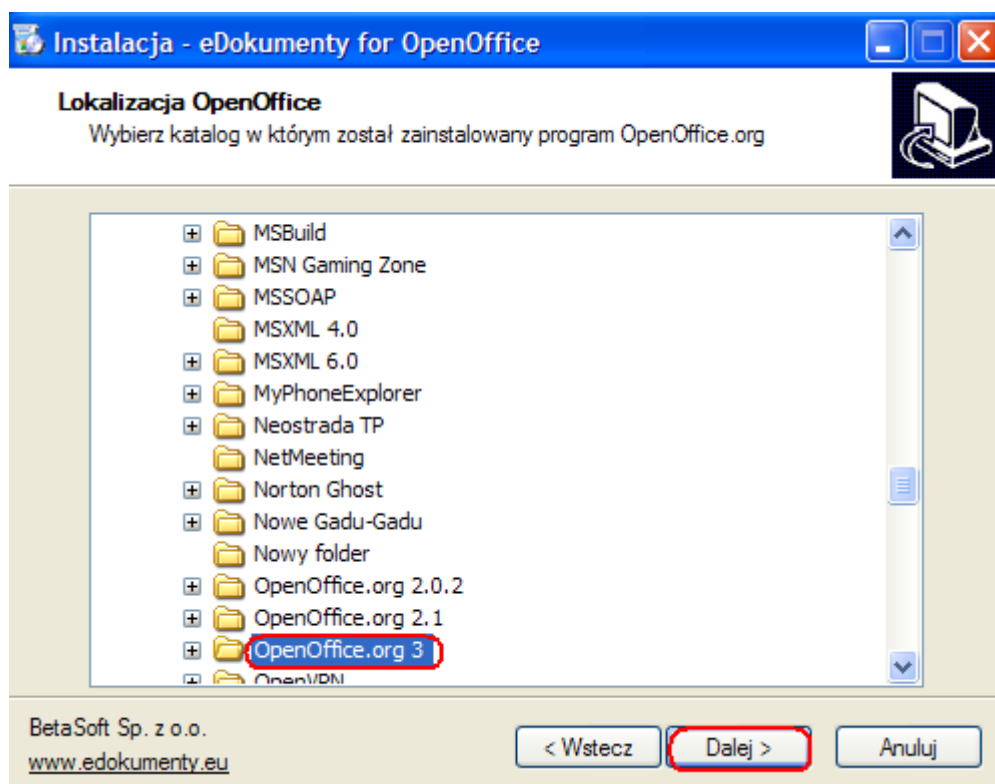 Instalacja - eDokumenty for OpenOffice
Lokalizacja OpenOffice
Wybierz katalog w którym został zainstalowany program OpenOffice.org
MSBuild
MSN Gaming Zone
MSSOAP
MSXML 4.0
MSXML 6.0
MyPhoneExplorer
Neostrada TP
NetMeeting
Norton Ghost
Nowe Gadu-Gadu
Nowy folder
OpenOffice.org 2.0.2
OpenOffice.org 2.1
OpenOffice.org 3
OpenVPN
BetaSoft Sp. z o.o.
www.edokumenty.eu
< Wstecz
Dalej >
Anuluj